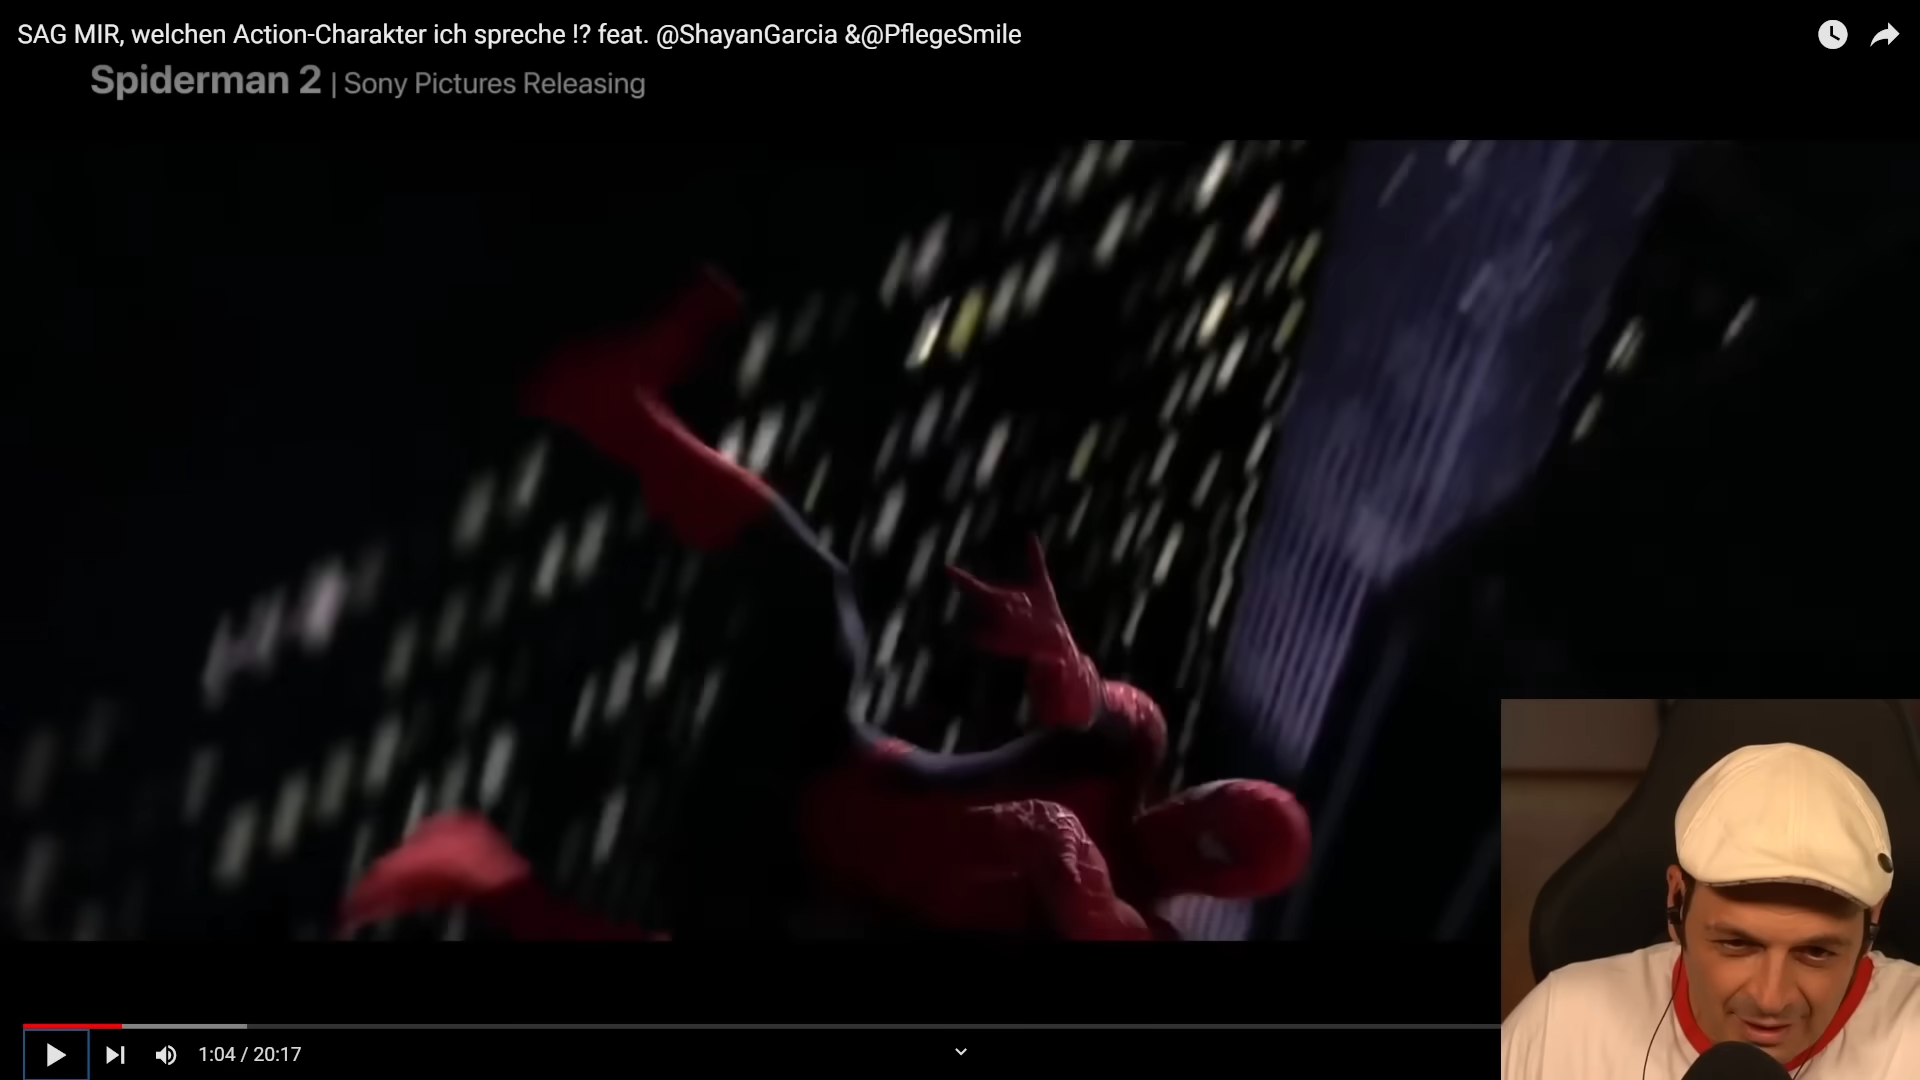 SAG MIR, welchen Action-Charakter ich spreche !? feat. @ShayanGarcia &@PflegeSmile
Spiderman 2 | Sony Pictures Releasing
1:04 / 20:17